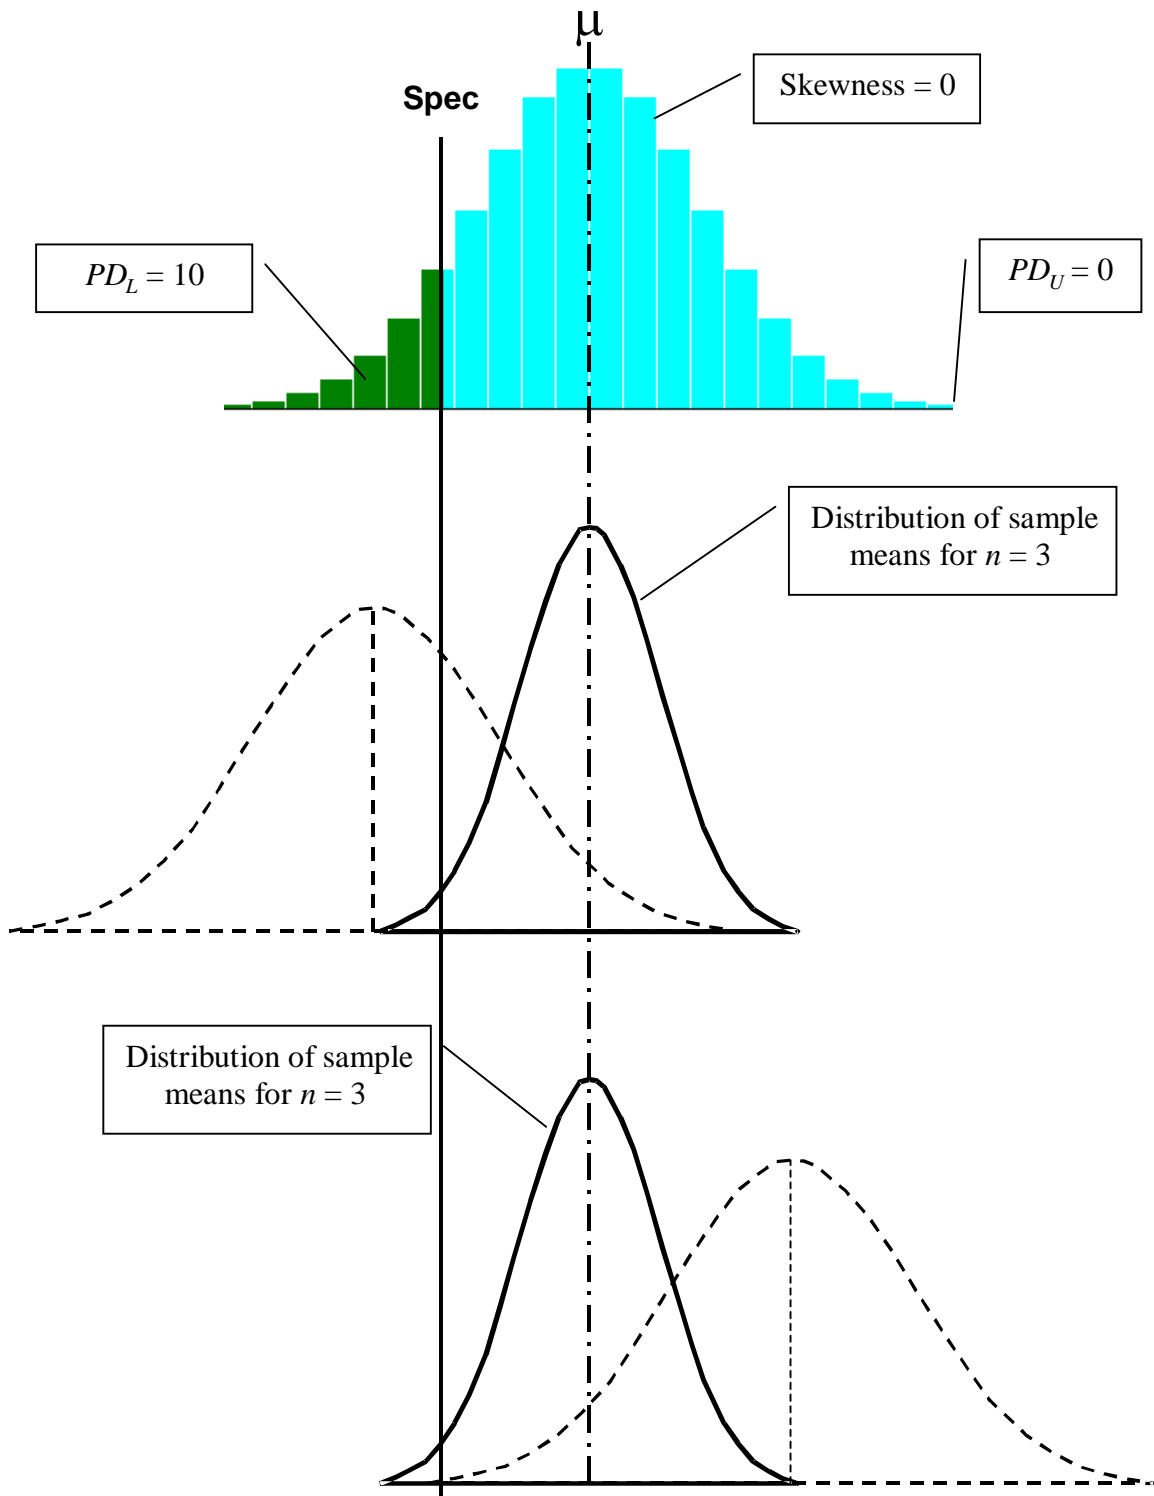 μ
Spec
Skewness = 0
PD_L = 10
PD_U = 0
Distribution of sample
means for n = 3
Distribution of sample
means for n = 3